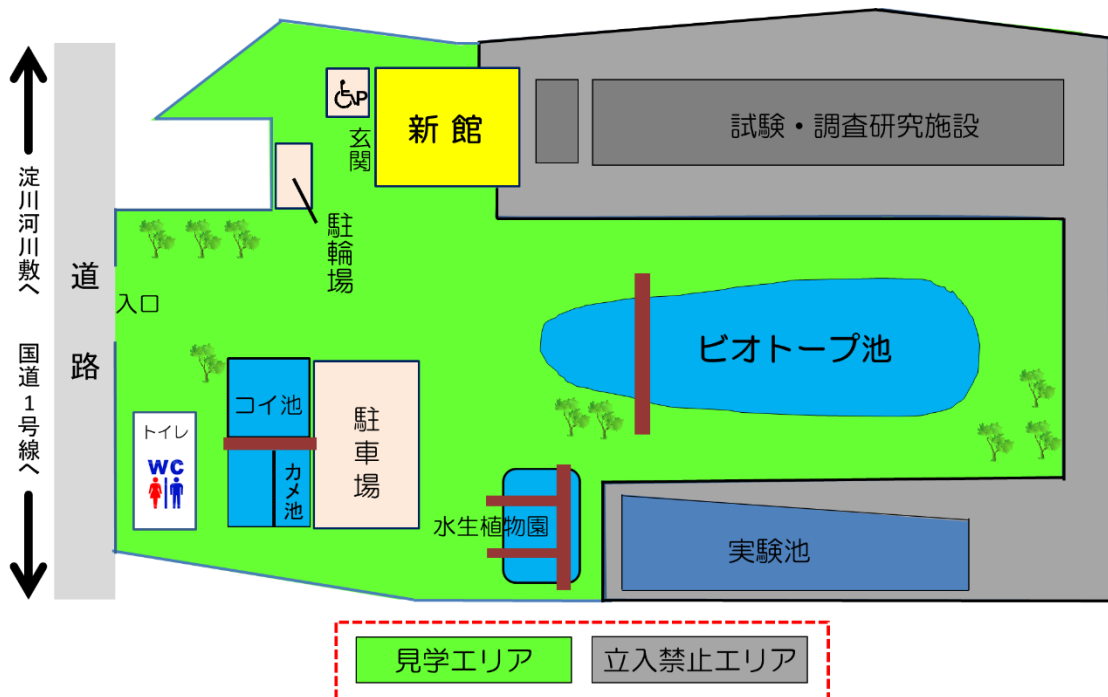 P
新館
試験・調査研究施設
玄関
淀川河川敷へ
駐輪場
道路
入口
国道1号線へ
ビオトープ池
コイ池
トイレ
WC
カメ池
駐車場
水生植物園
実験池
見学エリア
立入禁止エリア